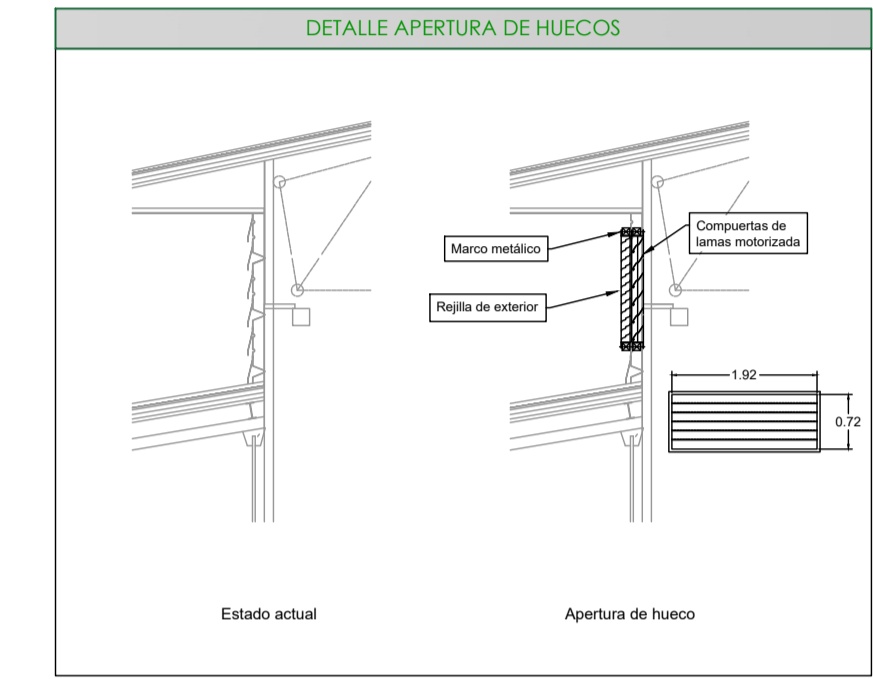 DETALLE APERTURA DE HUECOS
Marco metálico
Compuertas de
lamas motorizada
Rejilla de exterior
1.92
0.72
Estado actual
Apertura de hueco